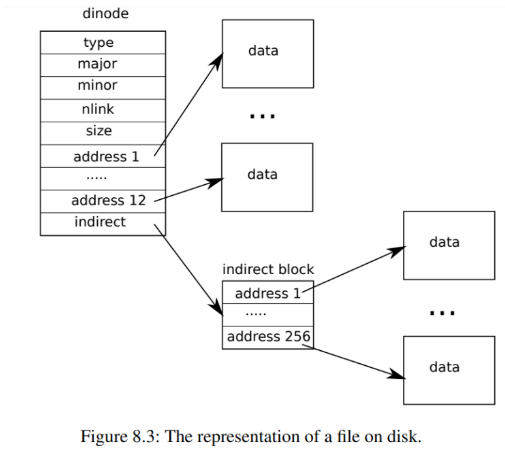 dinode
type
major
minor
nlink
size
address 1
.....
address 12
indirect
data
...
data
indirect block
address 1
.....
address 256
data
...
data
Figure 8.3: The representation of a file on disk.